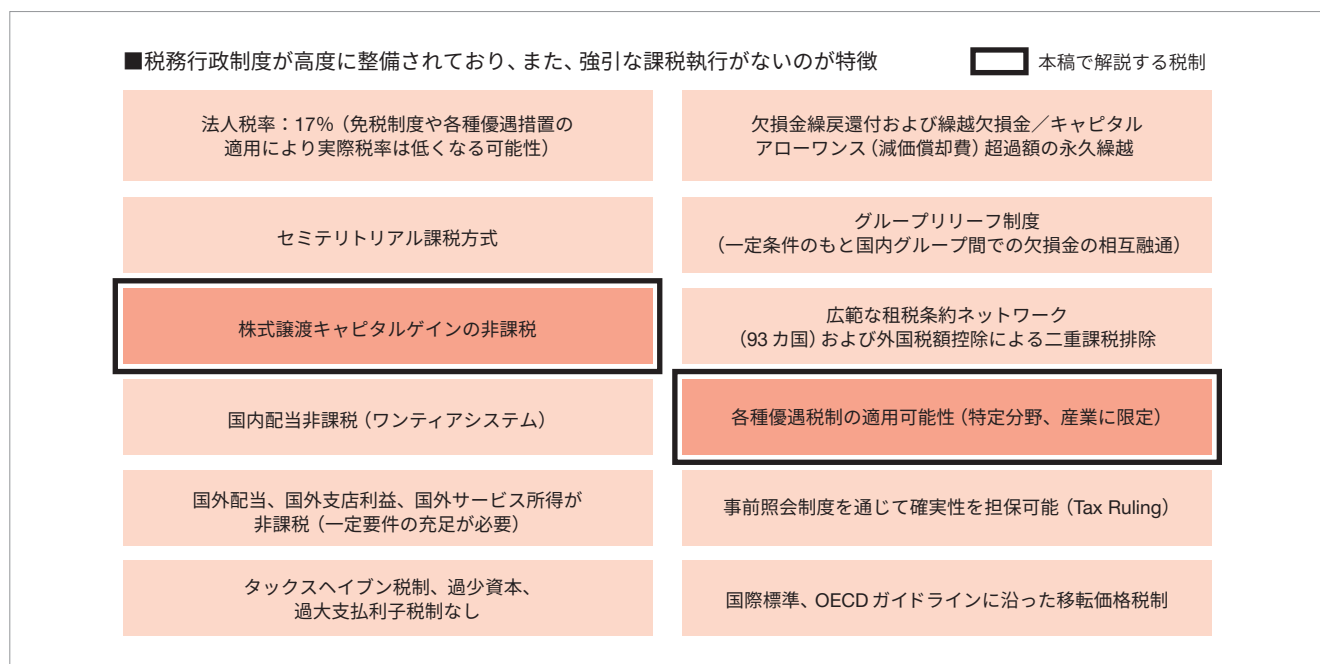 ■税務行政制度が高度に整備されており、また、強引な課税執行がないのが特徴
本稿で解説する税制
法人税率：17％（免税制度や各種優遇措置の
適用により実際税率は低くなる可能性）
欠損金繰戻還付および繰越欠損金／キャピタル
アローワンス（減価償却費）超過額の永久繰越
セミテリトリアル課税方式
グループリリーフ制度
（一定条件のもと国内グループ間での欠損金の相互融通）
株式譲渡キャピタルゲインの非課税
広範な租税条約ネットワーク
（93 カ国）および外国税額控除による二重課税排除
国内配当非課税（ワンティアシステム）
各種優遇税制の適用可能性（特定分野、産業に限定）
国外配当、国外支店利益、国外サービス所得が
非課税（一定要件の充足が必要）
事前照会制度を通じて確実性を担保可能（Tax Ruling）
タックスヘイブン税制、過少資本、
過大支払利子税制なし
国際標準、OECD ガイドラインに沿った移転価格税制